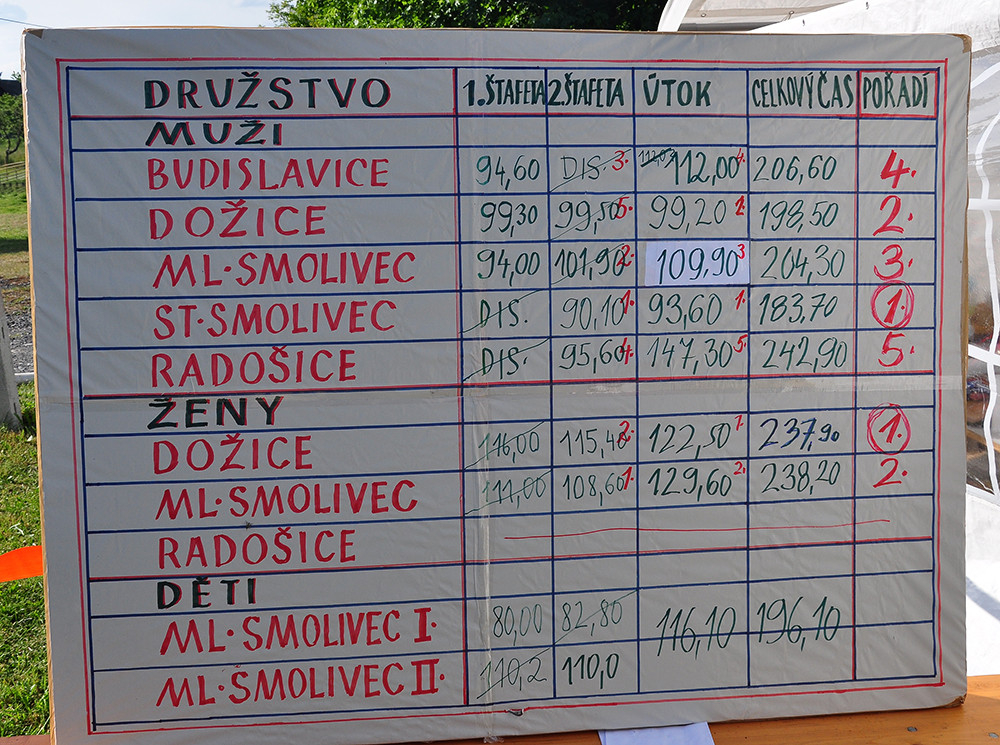 DRUŽSTVO 1.ŠTAFETA 2.ŠTAFETA ÚTOK CELKOVÝ ČAS POŘADÍ
MUŽI
BUDISLAVICE 94,60 DIS. 3. 112,00 4. 206,60 4.
DOŽICE 99,30 99,50 5. 99,20 2. 198,50 2.
ML·SMOLIVEC 94,00 101,90 2. 109,90 3 204,30 3.
ST·SMOLIVEC DIS. 90,10 1. 93,60 1. 183,70 1.
RADOŠICE DIS. 95,60 4. 147,30 5. 242,90 5.
ŽENY
DOŽICE 116,00 115,40 2. 122,50 1. 237,90 1.
ML·SMOLIVEC 111,00 108,60 1. 129,60 2. 238,20 2.
RADOŠICE
DĚTI
ML·SMOLIVEC I· 80,00 82,80 116,10 196,10
ML·SMOLIVEC II· 110,2 110,0